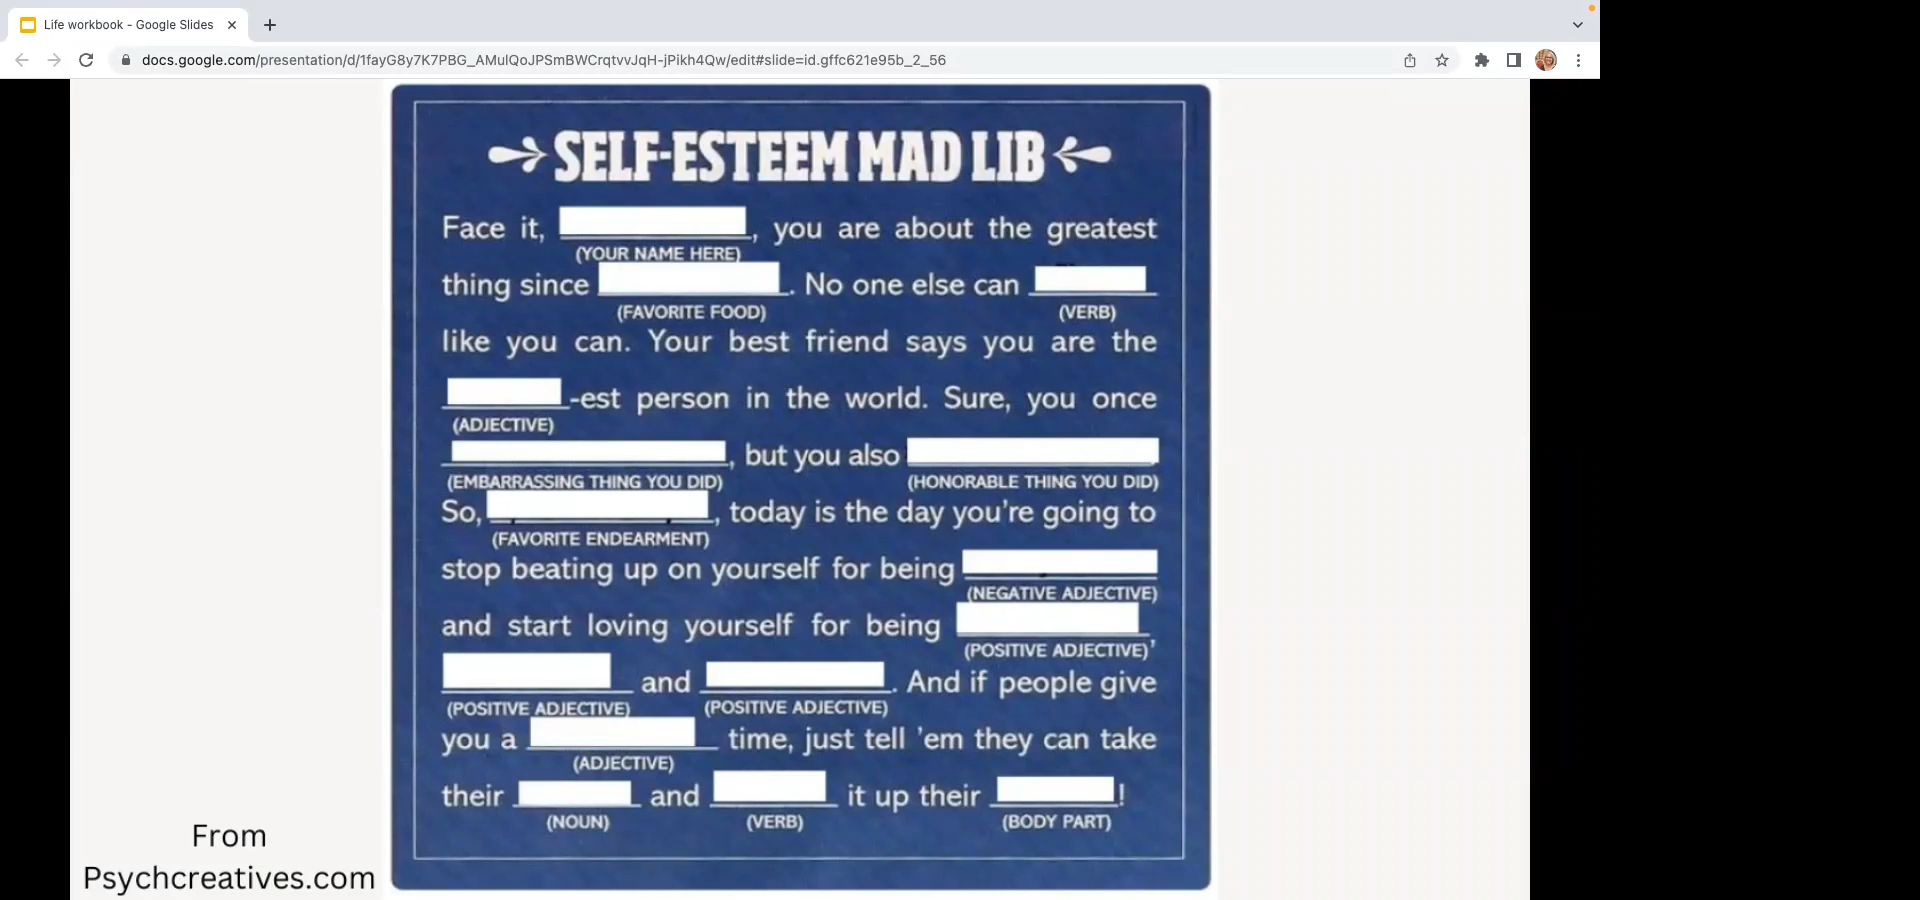 Life workbook - Google Slides
docs.google.com/presentation/d/1fayG8y7K7PBG_AMulQoJPSmBWCrqtvvJqH-jPikh4Qw/edit#slide=id.gffc621e95b_2_56
SELF-ESTEEM MAD LIB
Face it, , you are about the greatest
(YOUR NAME HERE)
thing since . No one else can
(FAVORITE FOOD) (VERB)
like you can. Your best friend says you are the
-est person in the world. Sure, you once
(ADJECTIVE)
, but you also
(EMBARRASSING THING YOU DID) (HONORABLE THING YOU DID)
So, , today is the day you're going to
(FAVORITE ENDEARMENT)
stop beating up on yourself for being
(NEGATIVE ADJECTIVE)
and start loving yourself for being ,
(POSITIVE ADJECTIVE)
and . And if people give
(POSITIVE ADJECTIVE) (POSITIVE ADJECTIVE)
you a time, just tell 'em they can take
(ADJECTIVE)
their and it up their !
(NOUN) (VERB) (BODY PART)
From
Psychcreatives.com